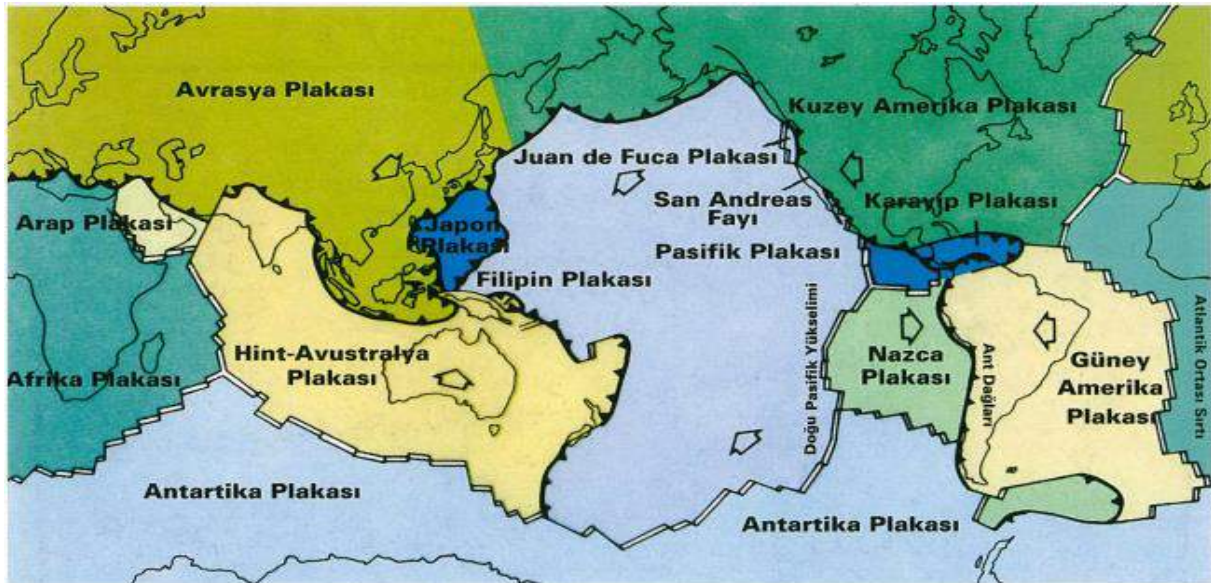 Avrasya Plakası
Kuzey Amerika Plakası
Juan de Fuca Plakası
San Andreas
Fayı
Karayip Plakası
Arap Plakası
Japon
Plakası
Pasifik Plakası
Filipin Plakası
Doğu Pasifik Yükselimi
Nazca
Plakası
Ant Dağları
Güney
Amerika
Plakası
Atlantik Ortası Sırtı
Hint-Avustralya
Plakası
Afrika Plakası
Antartika Plakası
Antartika Plakası